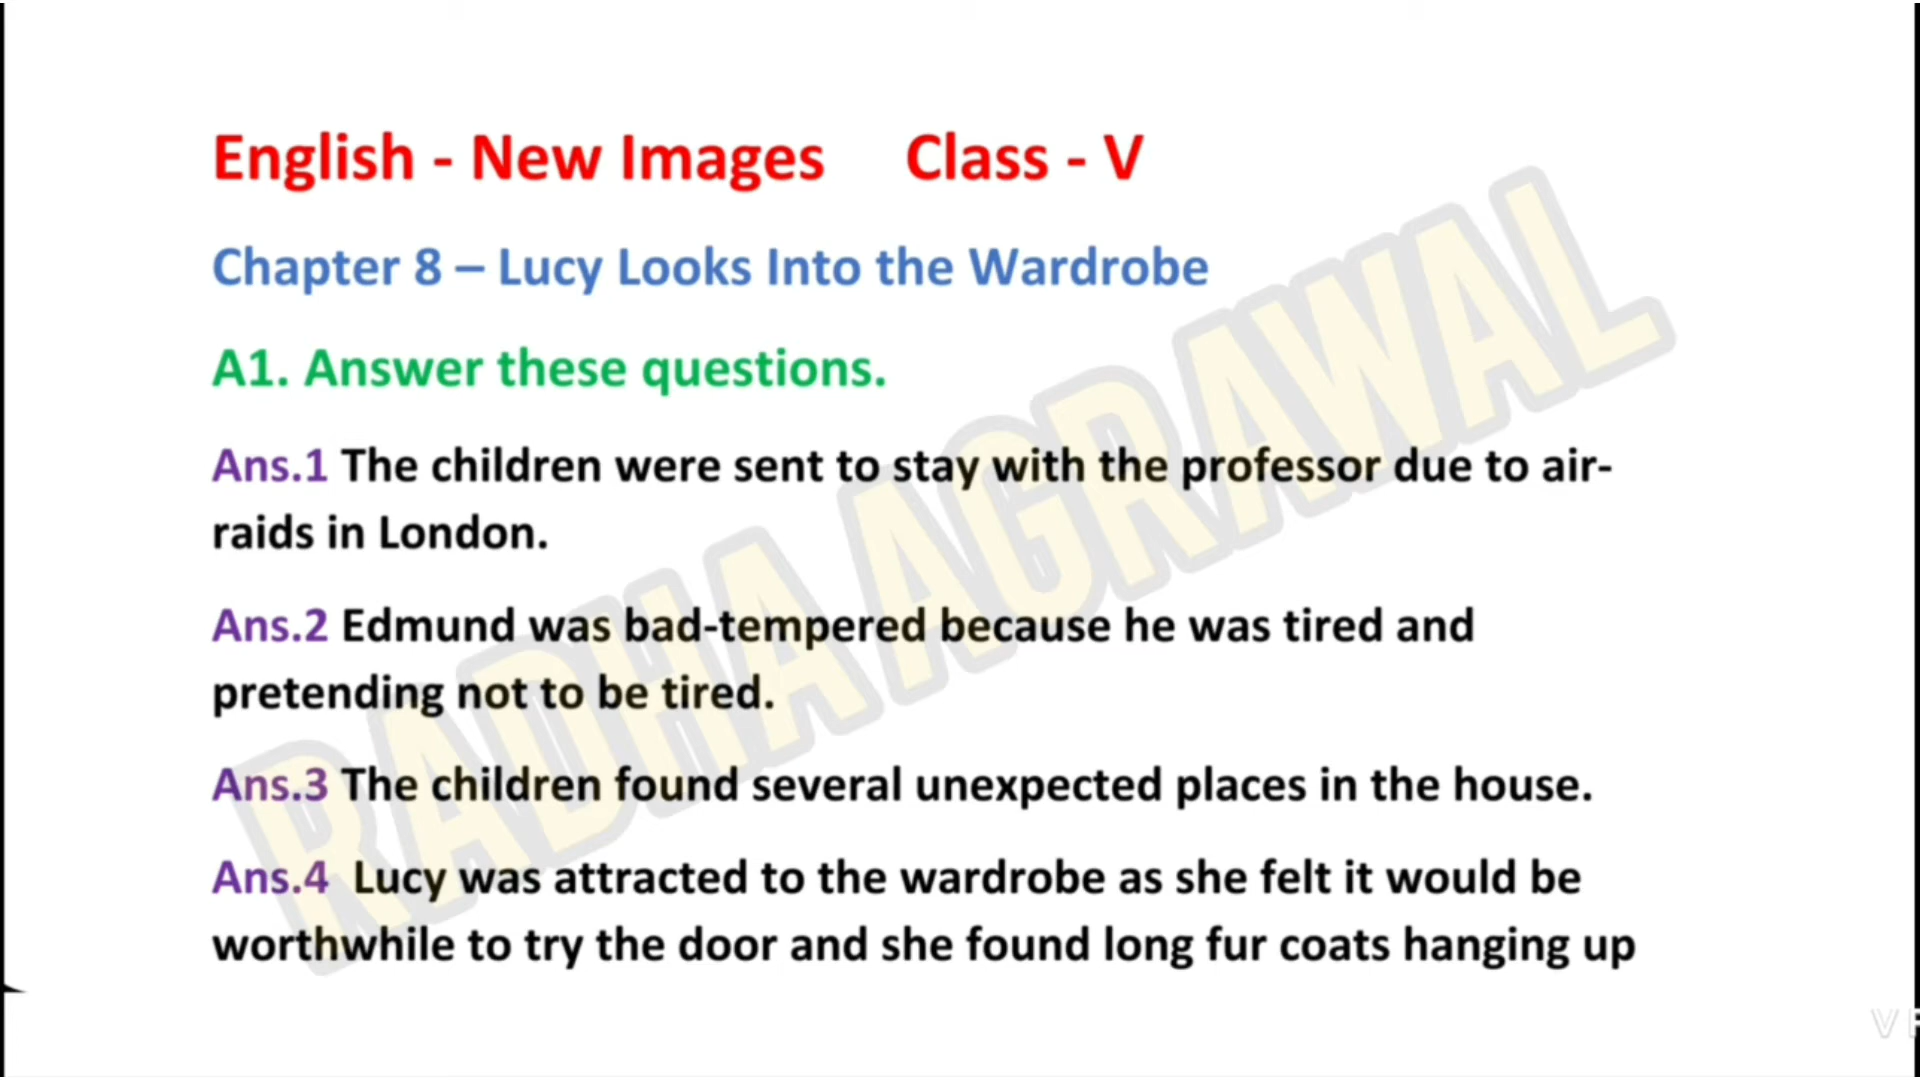 English - New Images Class - V
Chapter 8 – Lucy Looks Into the Wardrobe
A1. Answer these questions.
Ans.1 The children were sent to stay with the professor due to air-
raids in London.
Ans.2 Edmund was bad-tempered because he was tired and
pretending not to be tired.
Ans.3 The children found several unexpected places in the house.
Ans.4 Lucy was attracted to the wardrobe as she felt it would be
worthwhile to try the door and she found long fur coats hanging up
RADHA AGRAWAL